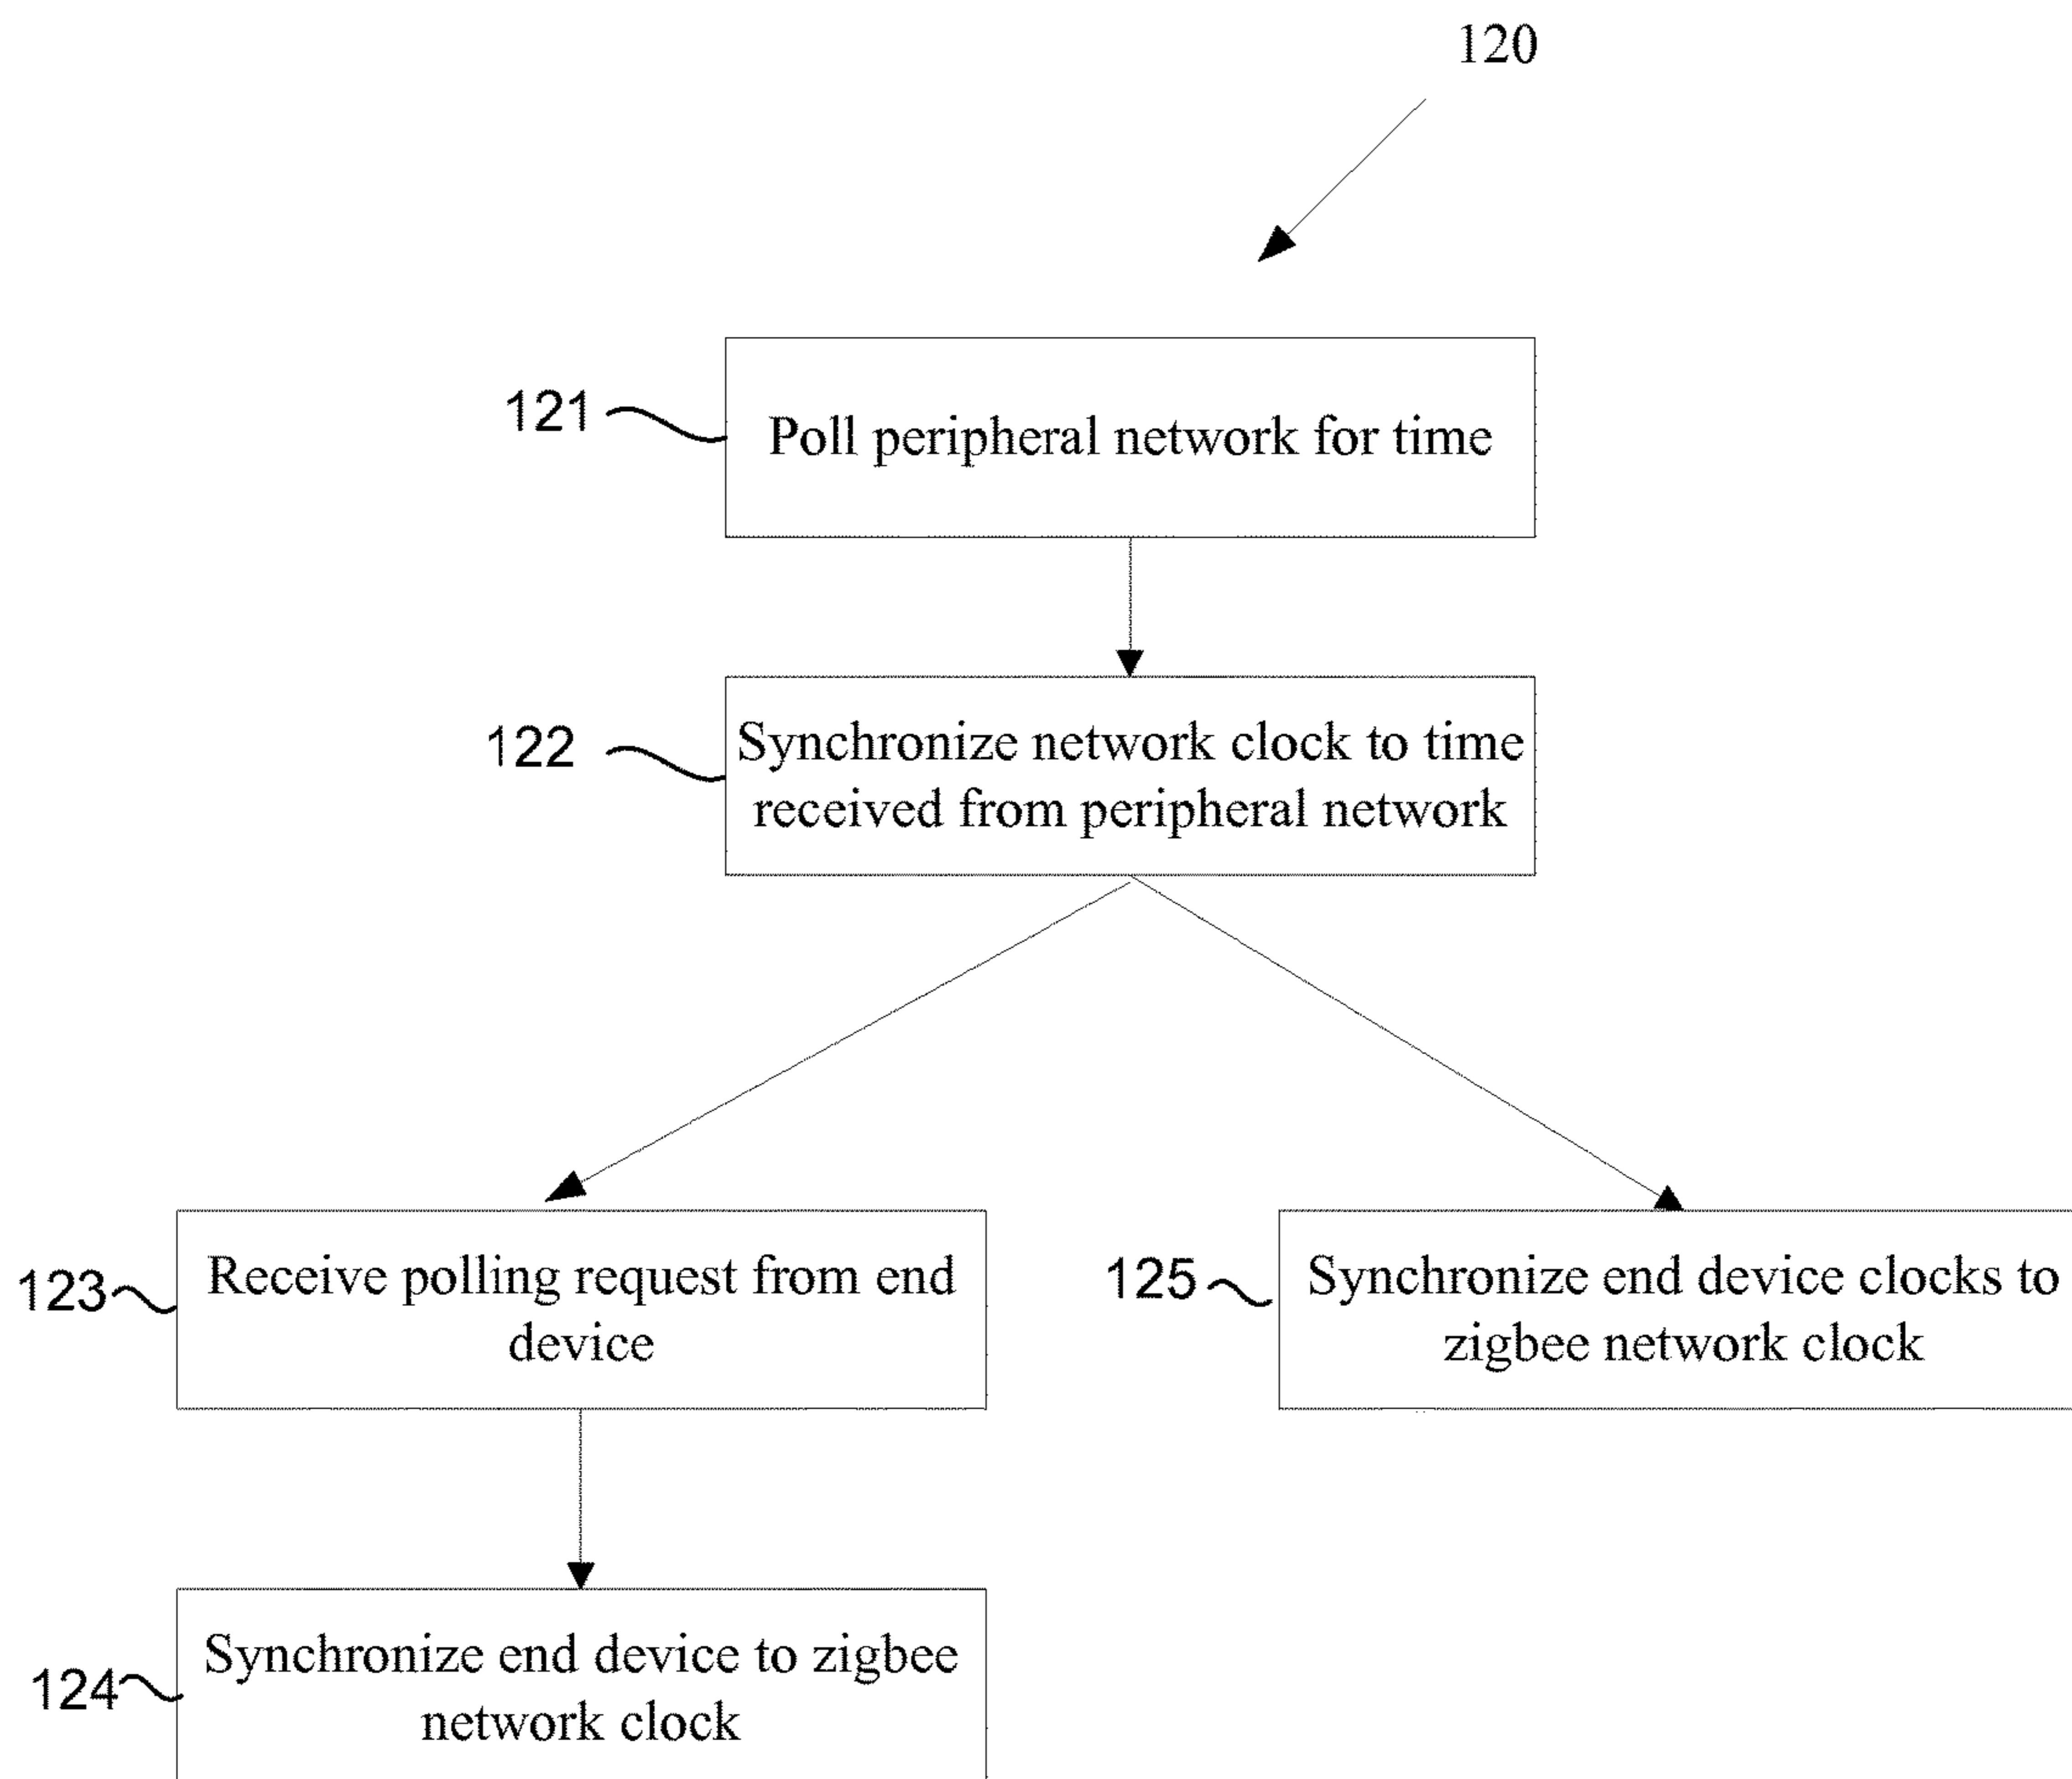 120
121
Poll peripheral network for time
122
Synchronize network clock to time
received from peripheral network
123
Receive polling request from end
device
125
Synchronize end device clocks to
zigbee network clock
124
Synchronize end device to zigbee
network clock